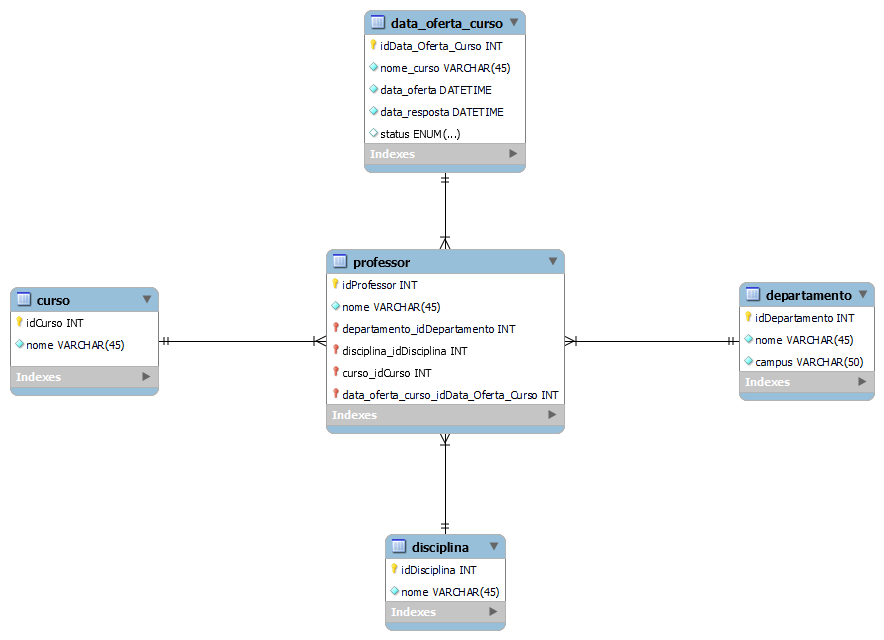 data_oferta_curso
idData_Oferta_Curso INT
nome_curso VARCHAR(45)
data_oferta DATETIME
data_resposta DATETIME
status ENUM(...)
Indexes
professor
idProfessor INT
nome VARCHAR(45)
departamento_idDepartamento INT
disciplina_idDisciplina INT
curso_idCurso INT
data_oferta_curso_idData_Oferta_Curso INT
Indexes
curso
idCurso INT
nome VARCHAR(45)
Indexes
departamento
idDepartamento INT
nome VARCHAR(45)
campus VARCHAR(50)
Indexes
disciplina
idDisciplina INT
nome VARCHAR(45)
Indexes